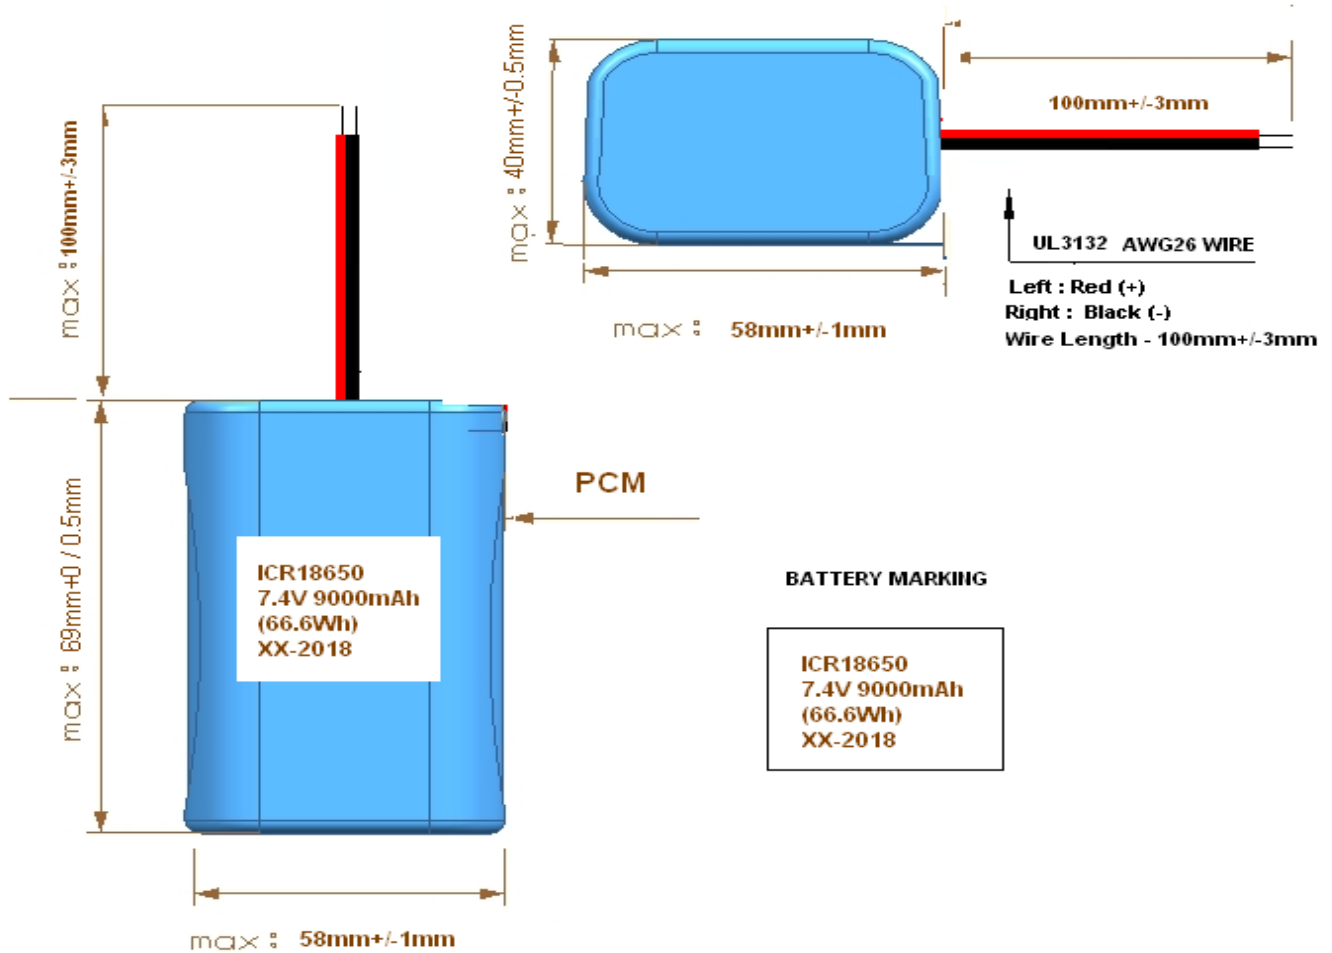 max : 40mm+/-0.5mm
100mm+/-3mm
max : 100mm+/-3mm
UL3132 AWG26 WIRE
Left : Red (+)
Right : Black (-)
Wire Length - 100mm+/-3mm
max : 58mm+/-1mm
PCM
max : 69mm+0 / 0.5mm
ICR18650
7.4V 9000mAh
(66.6Wh)
XX-2018
BATTERY MARKING
ICR18650
7.4V 9000mAh
(66.6Wh)
XX-2018
max : 58mm+/-1mm